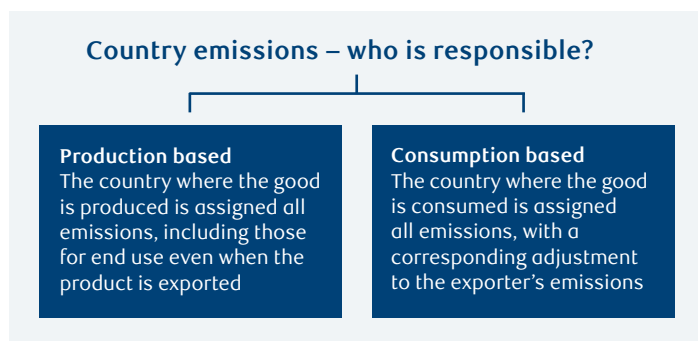 Country emissions – who is responsible?
Production based
The country where the good
is produced is assigned all
emissions, including those
for end use even when the
product is exported
Consumption based
The country where the good
is consumed is assigned
all emissions, with a
corresponding adjustment
to the exporter's emissions